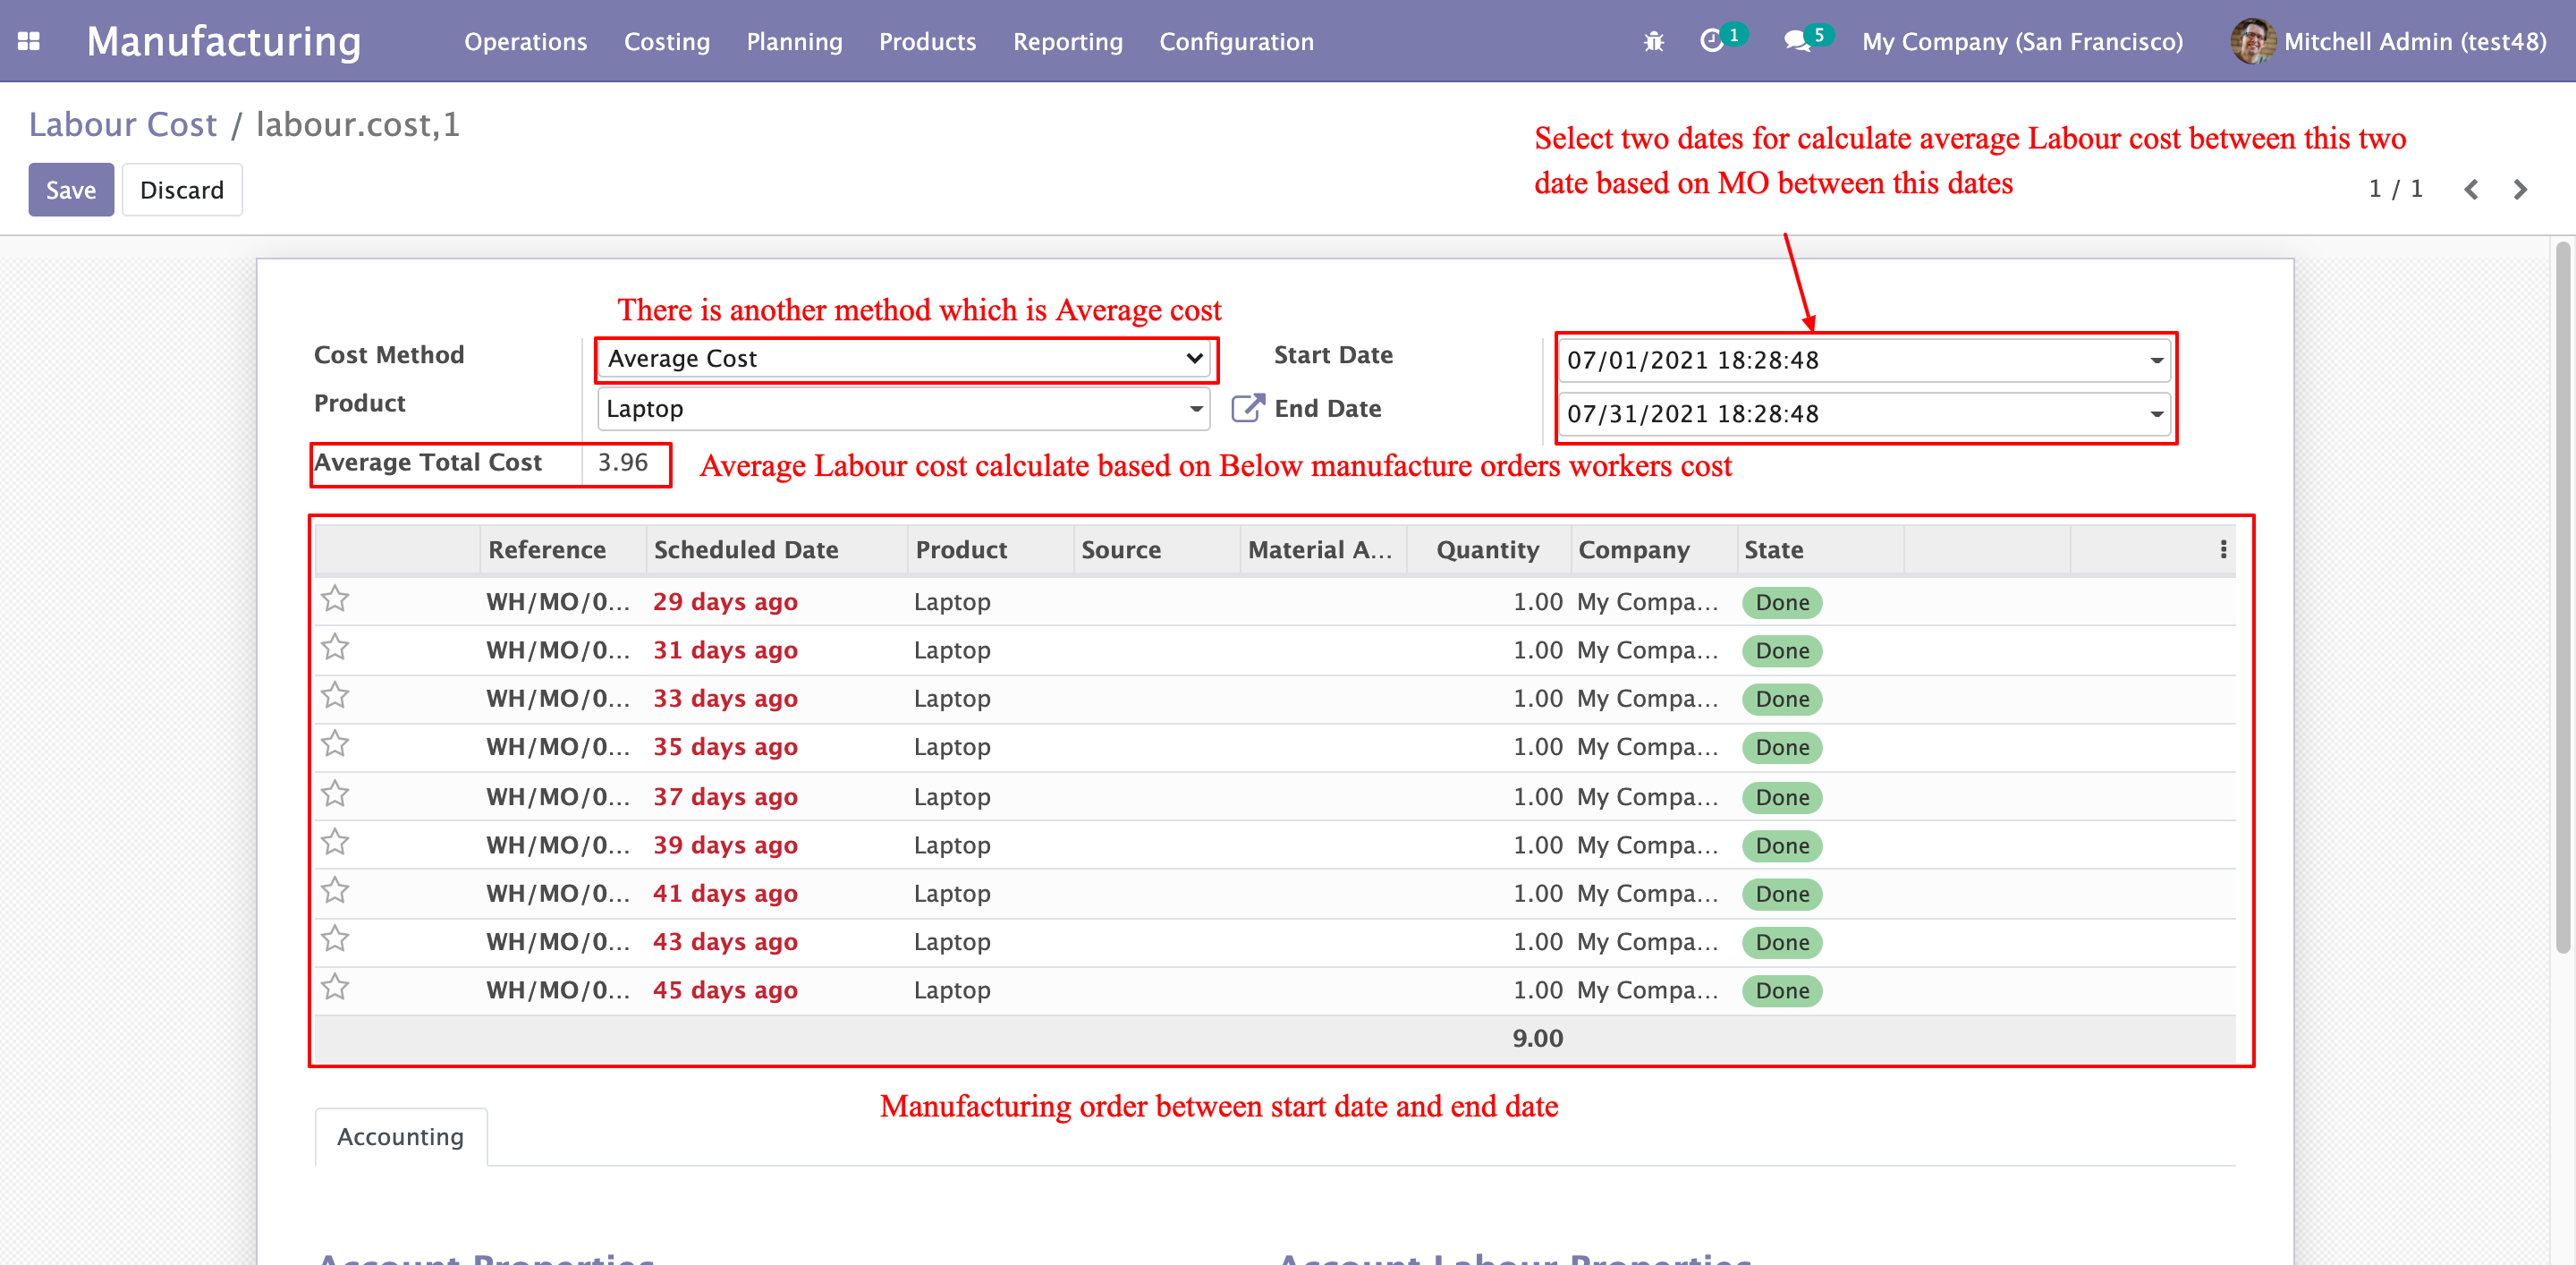 Manufacturing Operations Costing Planning Products Reporting Configuration 1 5 My Company (San Francisco) Mitchell Admin (test48)
Labour Cost / labour.cost,1
Select two dates for calculate average Labour cost between this two
date based on MO between this dates
Save Discard 1 / 1
There is another method which is Average cost
Cost Method Average Cost Start Date 07/01/2021 18:28:48
Product Laptop End Date 07/31/2021 18:28:48
Average Total Cost 3.96 Average Labour cost calculate based on Below manufacture orders workers cost
Reference Scheduled Date Product Source Material A... Quantity Company State
WH/MO/0... 29 days ago Laptop 1.00 My Compa... Done
WH/MO/0... 31 days ago Laptop 1.00 My Compa... Done
WH/MO/0... 33 days ago Laptop 1.00 My Compa... Done
WH/MO/0... 35 days ago Laptop 1.00 My Compa... Done
WH/MO/0... 37 days ago Laptop 1.00 My Compa... Done
WH/MO/0... 39 days ago Laptop 1.00 My Compa... Done
WH/MO/0... 41 days ago Laptop 1.00 My Compa... Done
WH/MO/0... 43 days ago Laptop 1.00 My Compa... Done
WH/MO/0... 45 days ago Laptop 1.00 My Compa... Done
9.00
Manufacturing order between start date and end date
Accounting
Account Properties Account Labour Properties